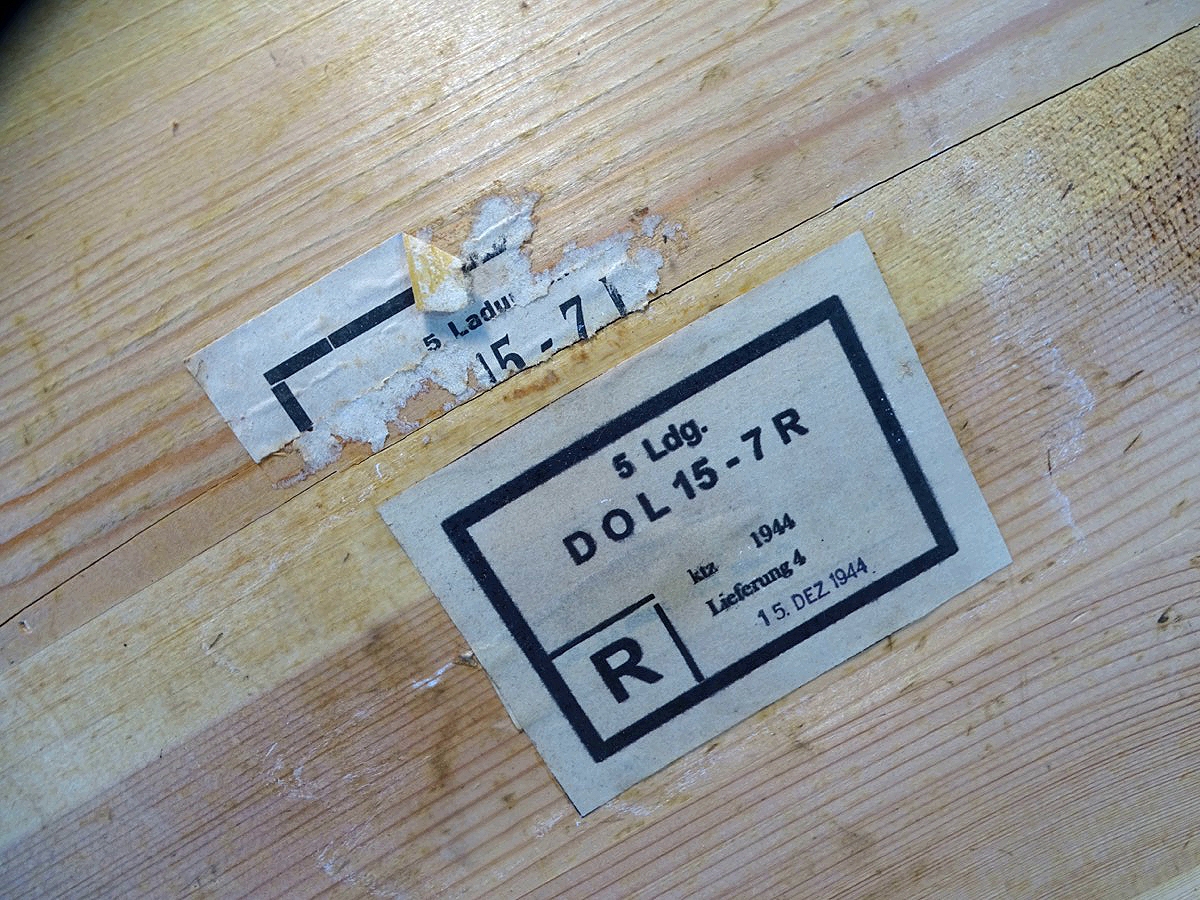 5 Ladu
15 - 7
5 Ldg.
DOL 15 - 7 R
ktz 1944
Lieferung 4
15. DEZ 1944
R